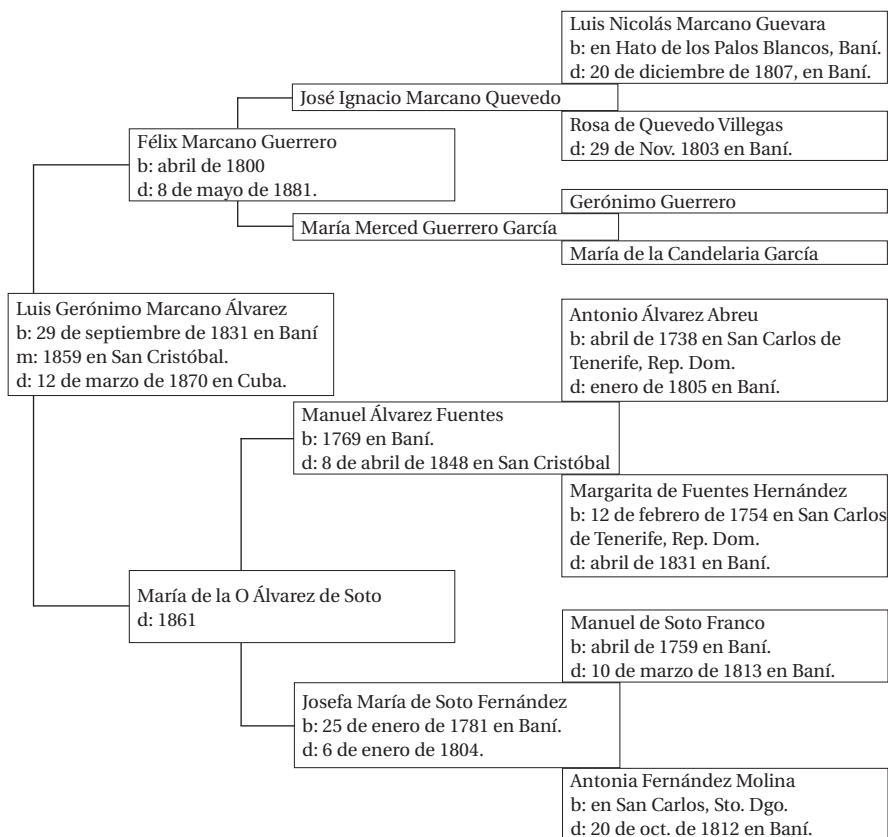 Luis Nicolás Marcano Guevara
b: en Hato de los Palos Blancos, Baní.
d: 20 de diciembre de 1807, en Baní.
José Ignacio Marcano Quevedo
Rosa de Quevedo Villegas
d: 29 de Nov. 1803 en Baní.
Félix Marcano Guerrero
b: abril de 1800
d: 8 de mayo de 1881.
Gerónimo Guerrero
María Merced Guerrero García
María de la Candelaria García
Luis Gerónimo Marcano Álvarez
b: 29 de septiembre de 1831 en Baní
m: 1859 en San Cristóbal.
d: 12 de marzo de 1870 en Cuba.
Antonio Álvarez Abreu
b: abril de 1738 en San Carlos de
Tenerife, Rep. Dom.
d: enero de 1805 en Baní.
Manuel Álvarez Fuentes
b: 1769 en Baní.
d: 8 de abril de 1848 en San Cristóbal
Margarita de Fuentes Hernández
b: 12 de febrero de 1754 en San Carlos
de Tenerife, Rep. Dom.
d: abril de 1831 en Baní.
María de la O Álvarez de Soto
d: 1861
Manuel de Soto Franco
b: abril de 1759 en Baní.
d: 10 de marzo de 1813 en Baní.
Josefa María de Soto Fernández
b: 25 de enero de 1781 en Baní.
d: 6 de enero de 1804.
Antonia Fernández Molina
b: en San Carlos, Sto. Dgo.
d: 20 de oct. de 1812 en Baní.